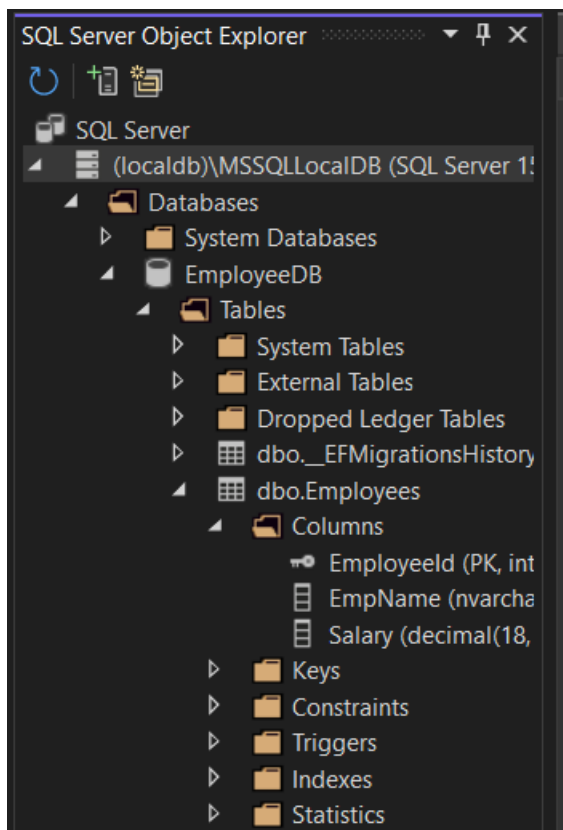 SQL Server Object Explorer
SQL Server
(localdb)\MSSQLLocalDB (SQL Server 15
Databases
System Databases
EmployeeDB
Tables
System Tables
External Tables
Dropped Ledger Tables
dbo.__EFMigrationsHistory
dbo.Employees
Columns
EmployeeId (PK, int
EmpName (nvarcha
Salary (decimal(18,
Keys
Constraints
Triggers
Indexes
Statistics